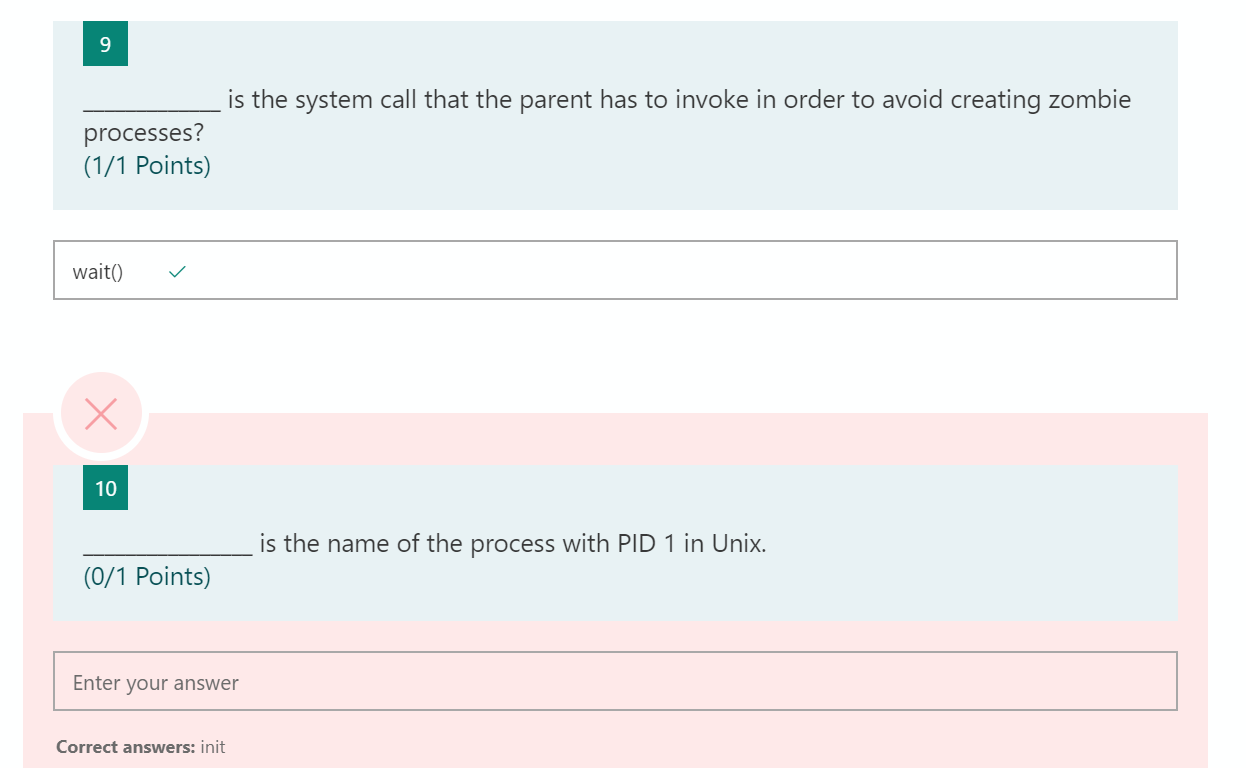 9
_____________ is the system call that the parent has to invoke in order to avoid creating zombie
processes?
(1/1 Points)
wait()
10
________________ is the name of the process with PID 1 in Unix.
(0/1 Points)
Enter your answer
Correct answers: init